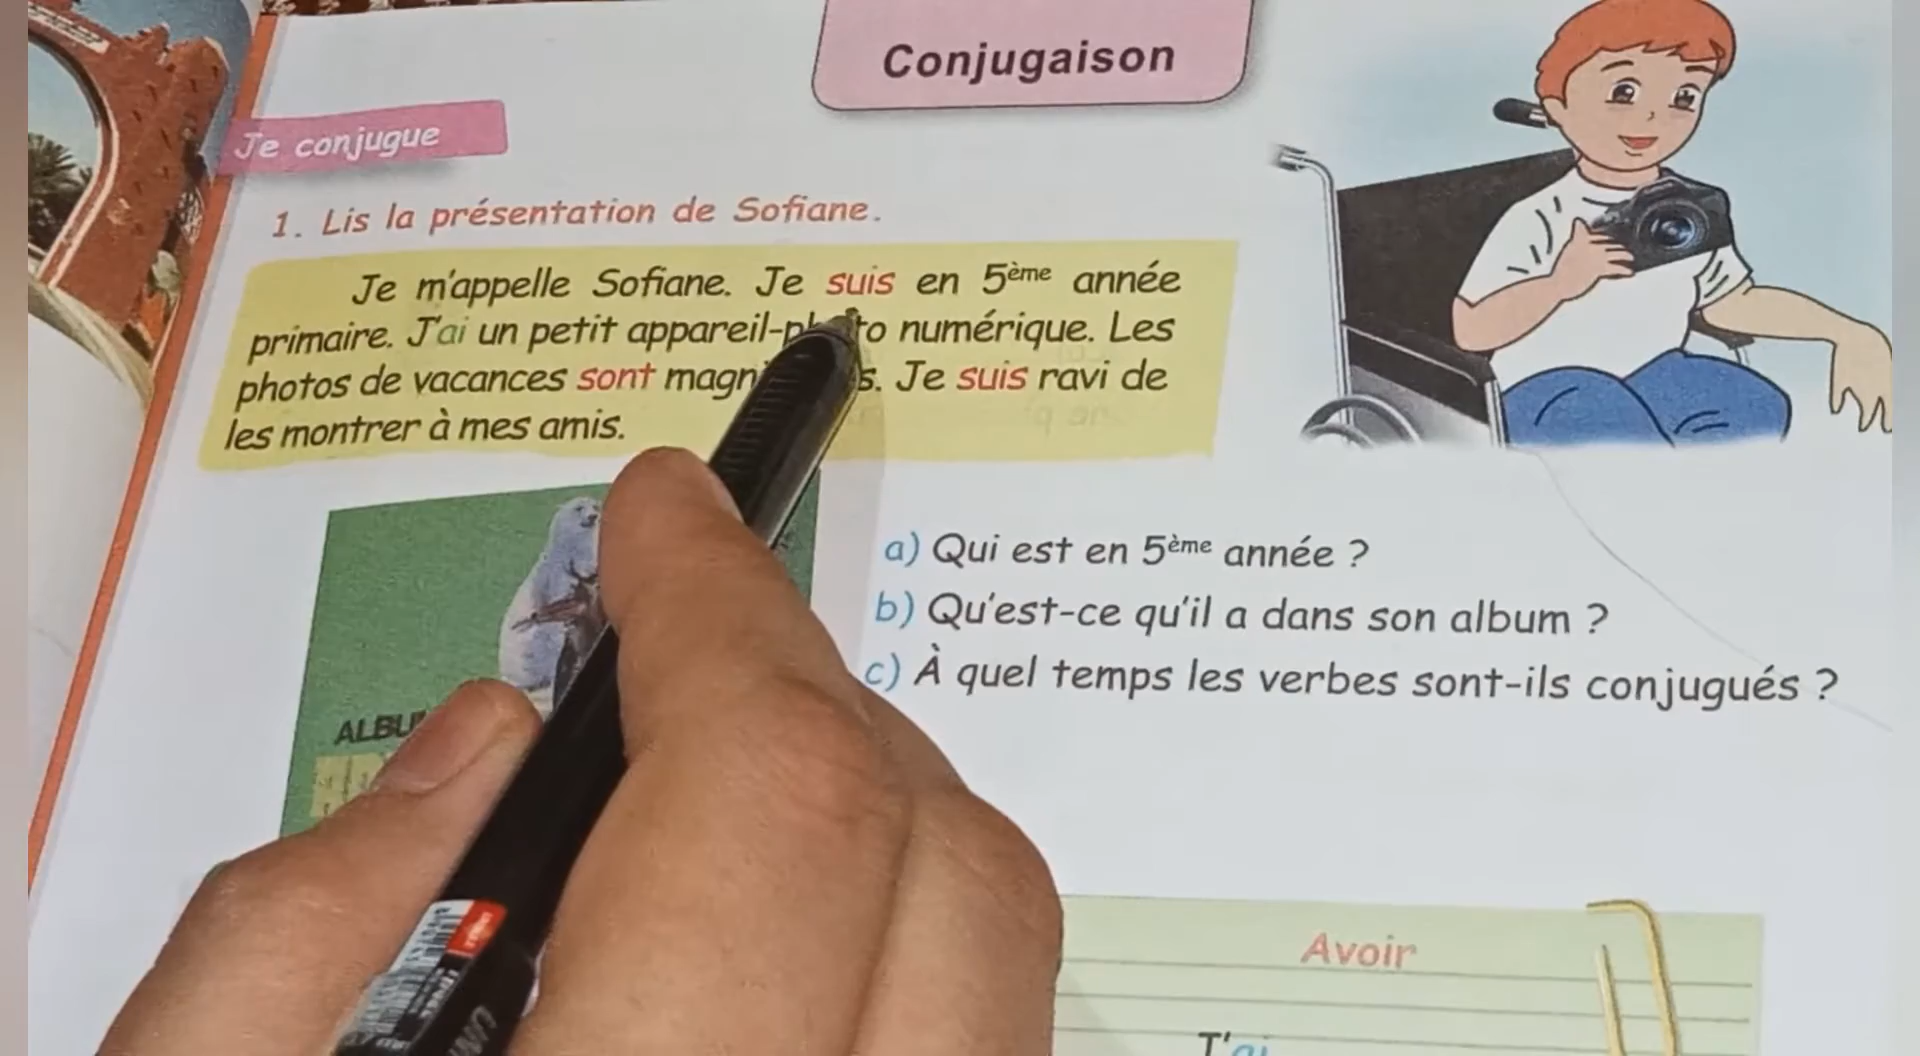 Conjugaison
Je conjugue
1. Lis la présentation de Sofiane.
Je m'appelle Sofiane. Je suis en 5ème année
primaire. J'ai un petit appareil- numérique. Les
photos de vacances sont Je suis ravi de
les montrer à mes amis.
a) Qui est en 5ème année ?
b) Qu'est-ce qu'il a dans son album ?
c) À quel temps les verbes sont-ils conjugués ?
Avoir
J'ai